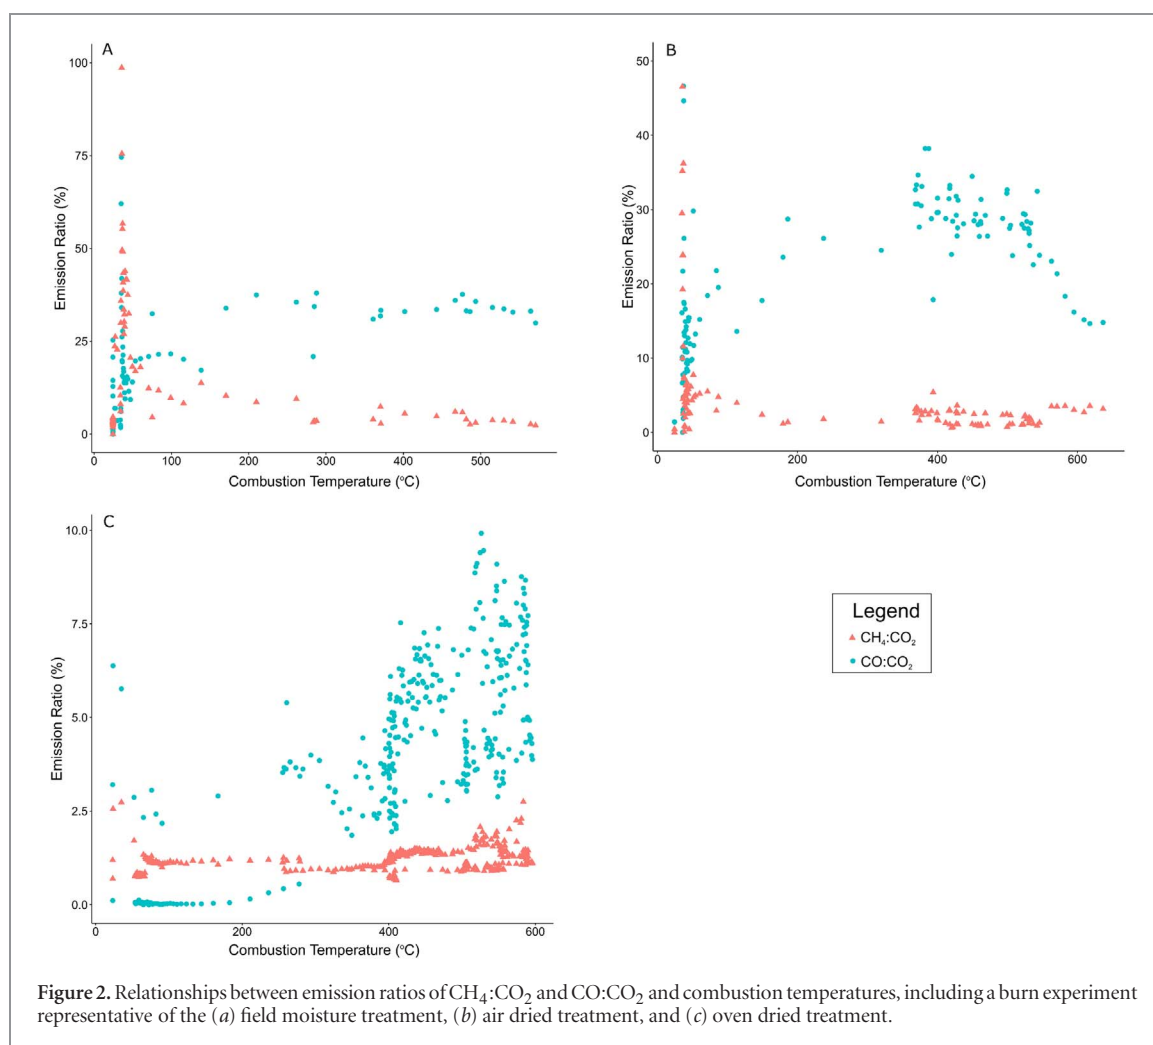 A
Emission Ratio (%)
100
75
50
25
0
0 100 200 300 400 500
Combustion Temperature (°C)
B
Emission Ratio (%)
50
40
30
20
10
0
0 200 400 600
Combustion Temperature (°C)
C
Emission Ratio (%)
10.0
7.5
5.0
2.5
0.0
0 400 400 600
Combustion Temperature (°C)
Legend
CH₄:CO₂
CO:CO₂
Figure 2. Relationships between emission ratios of CH₄:CO₂ and CO:CO₂ and combustion temperatures, including a burn experiment
representative of the (a) field moisture treatment, (b) air dried treatment, and (c) oven dried treatment.